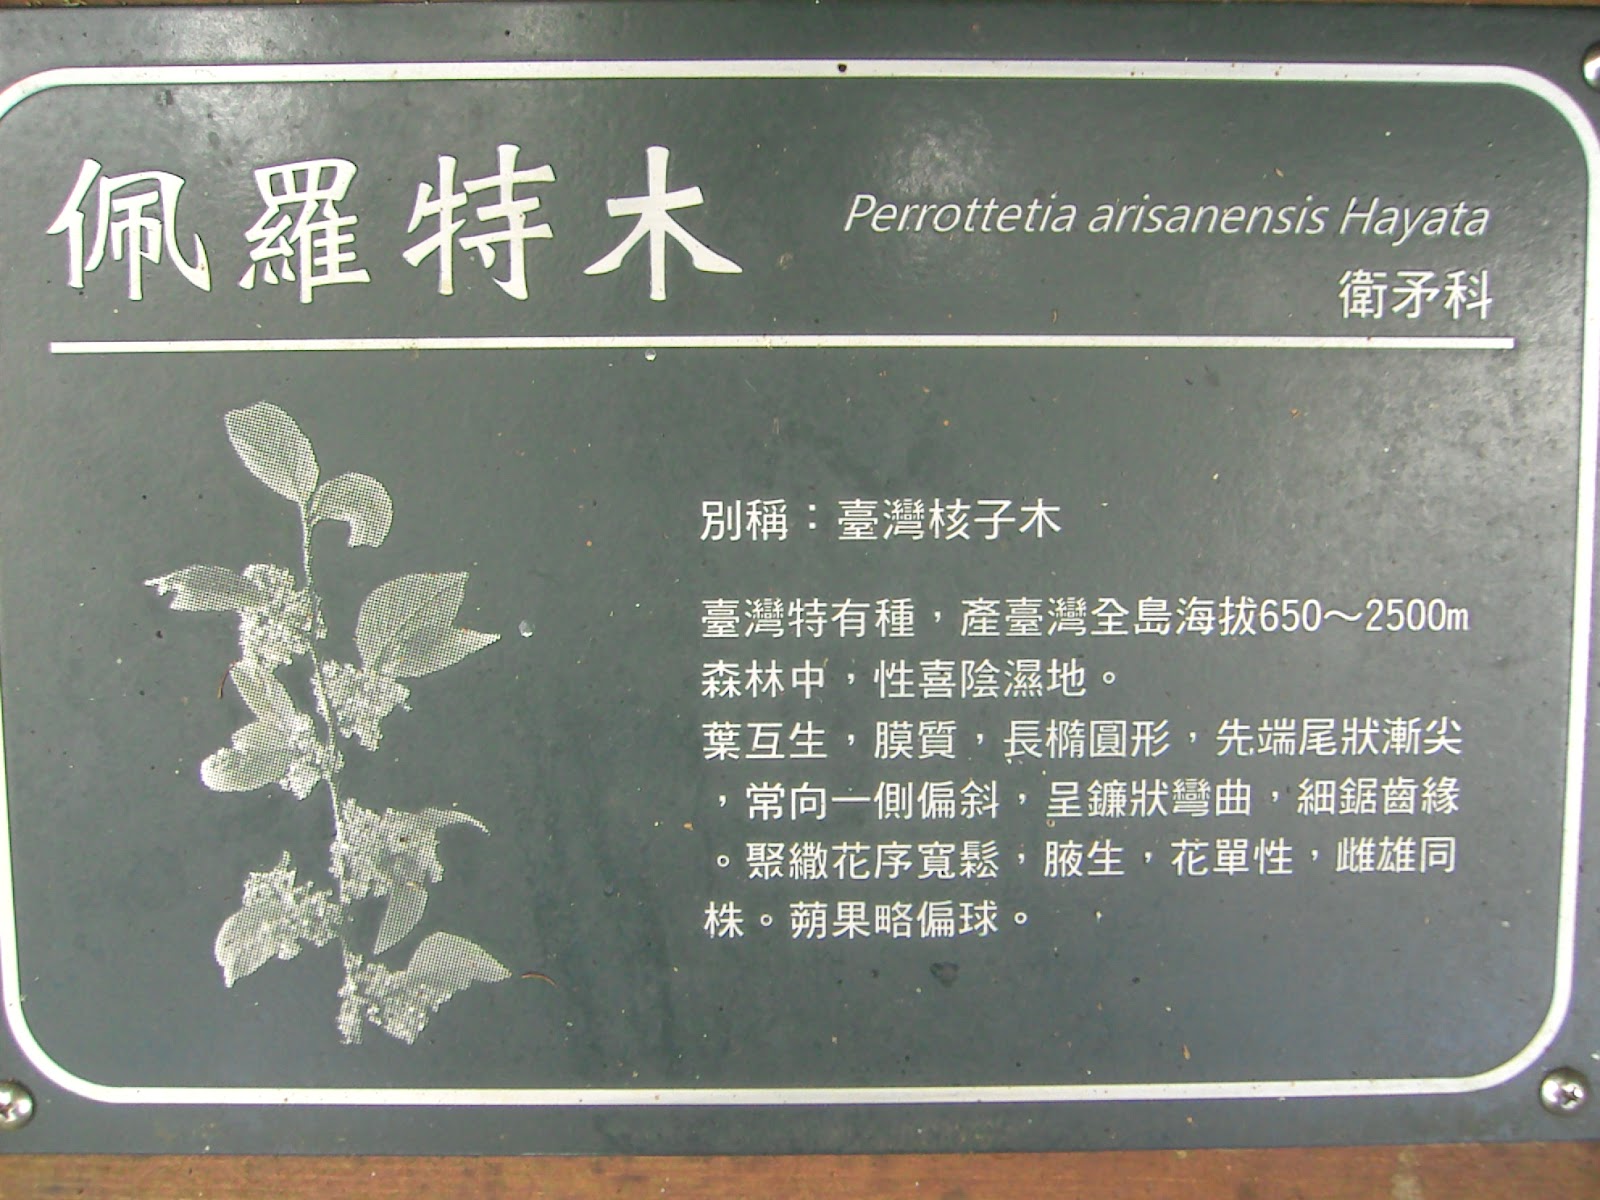 佩羅特木
Perrottetia arisanensis Hayata
衛矛科
別稱：臺灣核子木
臺灣特有種，產臺灣全島海拔650～2500m
森林中，性喜陰濕地。
葉互生，膜質，長橢圓形，先端尾狀漸尖
，常向一側偏斜，呈鐮狀彎曲，細鋸齒緣
。聚繖花序寬鬆，腋生，花單性，雌雄同
株。蒴果略偏球。